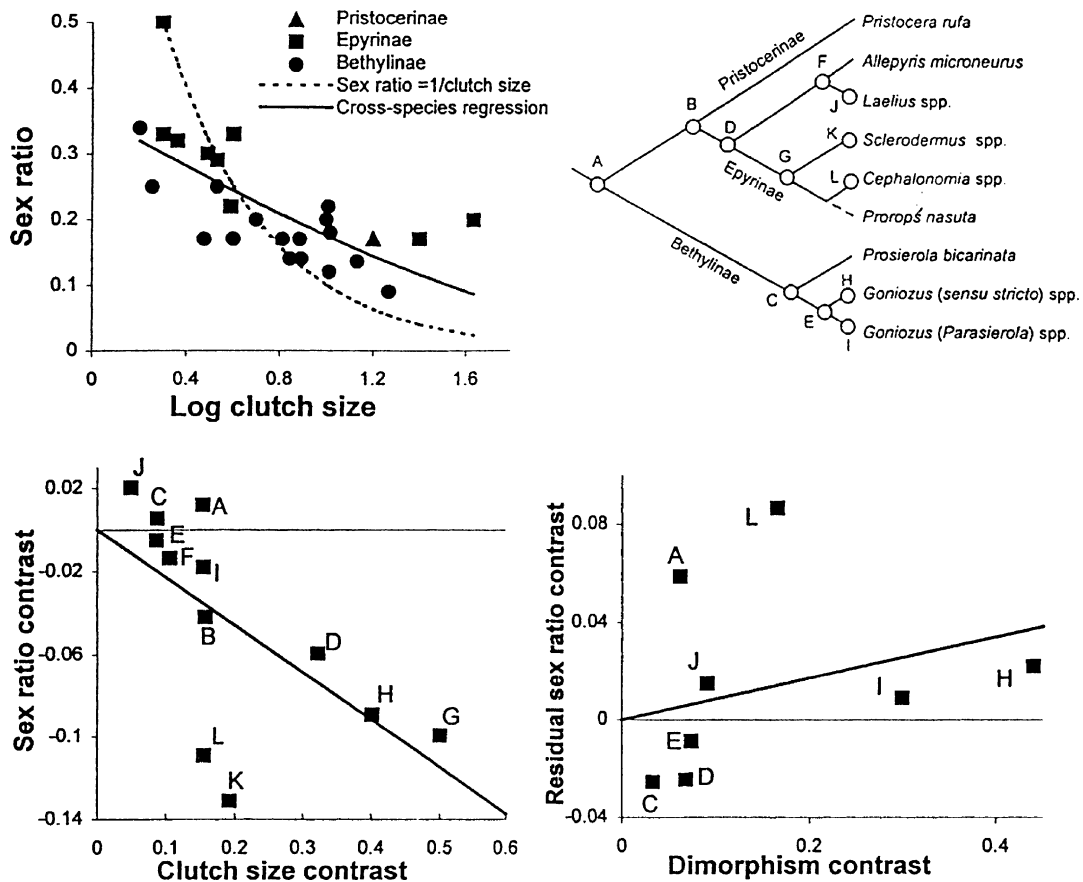 0.5
0.4
0.3
0.2
0.1
0
Sex ratio
0
0.4
0.8
1.2
1.6
Log clutch size
Pristocerinae
Epyrinae
Bethylinae
Sex ratio =1/clutch size
Cross-species regression
A
B
C
D
E
F
G
H
I
J
K
L
Pristocerinae
Epyrinae
Bethylinae
Pristocera rufa
Allepyris microneurus
Laelius spp.
Sclerodermus spp.
Cephalonomia spp.
Prorops nasuta
Prosierola bicarinata
Goniozus (sensu stricto) spp.
Goniozus (Parasierola) spp.
0.02
-0.02
-0.06
-0.1
-0.14
Sex ratio contrast
J
C
A
E
F
I
B
D
H
G
L
K
0
0.1
0.2
0.3
0.4
0.5
0.6
Clutch size contrast
0.08
0.04
0
-0.04
Residual sex ratio contrast
L
A
J
I
H
E
D
C
0
0.2
0.4
Dimorphism contrast